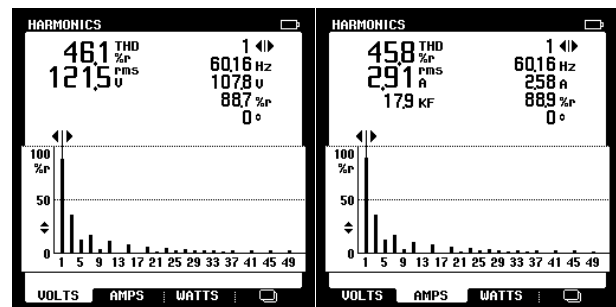 HARMONICS
46.1 THD %r
121.5 rms V
1
60.16 Hz
107.8 V
88.7 %r
0 °
100
%r
50
0
1 5 9 13 17 21 25 29 33 37 41 45 49
VOLTS AMPS WATTS
HARMONICS
45.8 THD %r
2.91 rms A
17.9 KF
1
60.16 Hz
2.58 A
88.9 %r
0 °
100
%r
50
0
1 5 9 13 17 21 25 29 33 37 41 45 49
VOLTS AMPS WATTS